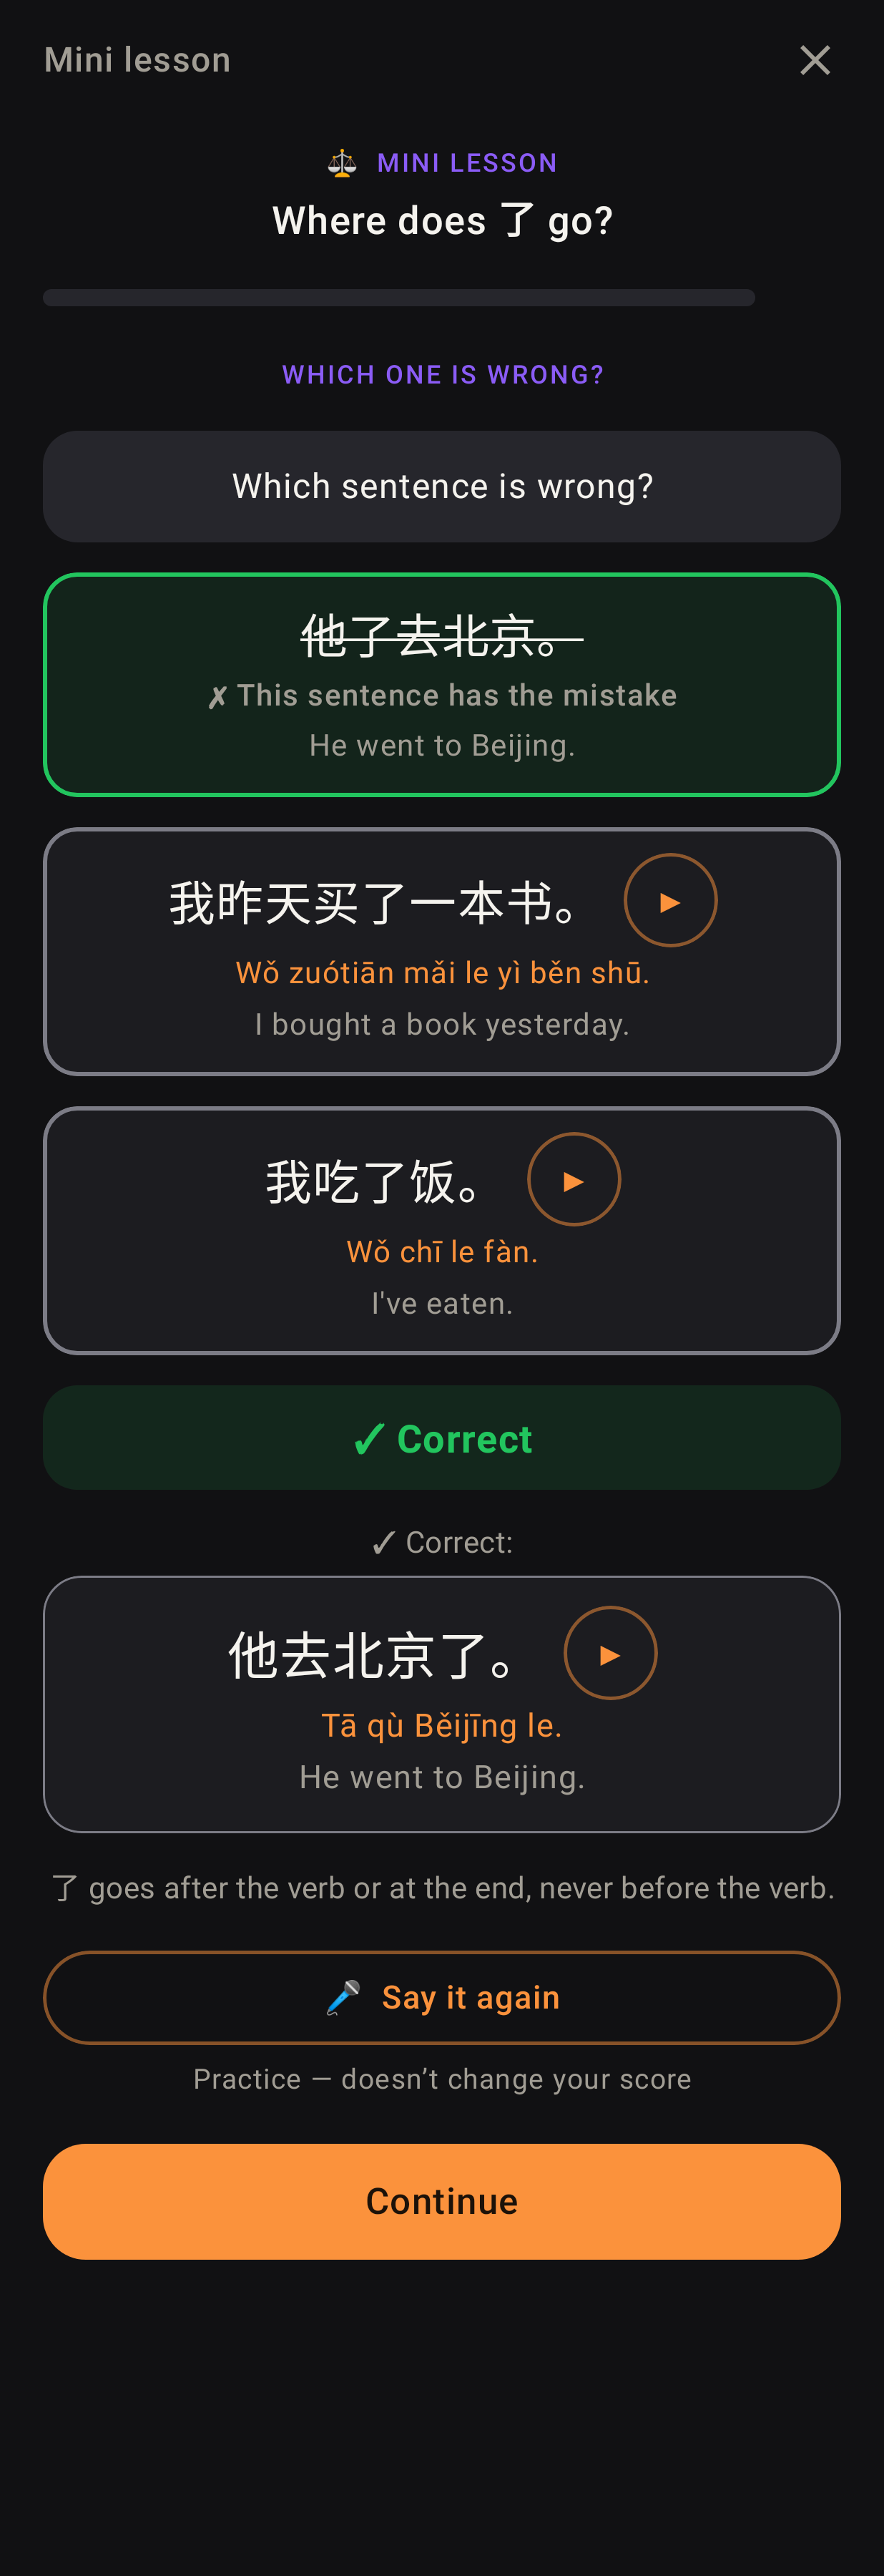 Mini lesson
MINI LESSON
Where does 了 go?
WHICH ONE IS WRONG?
Which sentence is wrong?
他了去北京。
✗ This sentence has the mistake
He went to Beijing.
我昨天买了一本书。
Wǒ zuótiān mǎi le yì běn shū.
I bought a book yesterday.
我吃了饭。
Wǒ chī le fàn.
I've eaten.
✓ Correct
✓ Correct:
他去北京了。
Tā qù Běijīng le.
He went to Beijing.
了 goes after the verb or at the end, never before the verb.
Say it again
Practice — doesn’t change your score
Continue